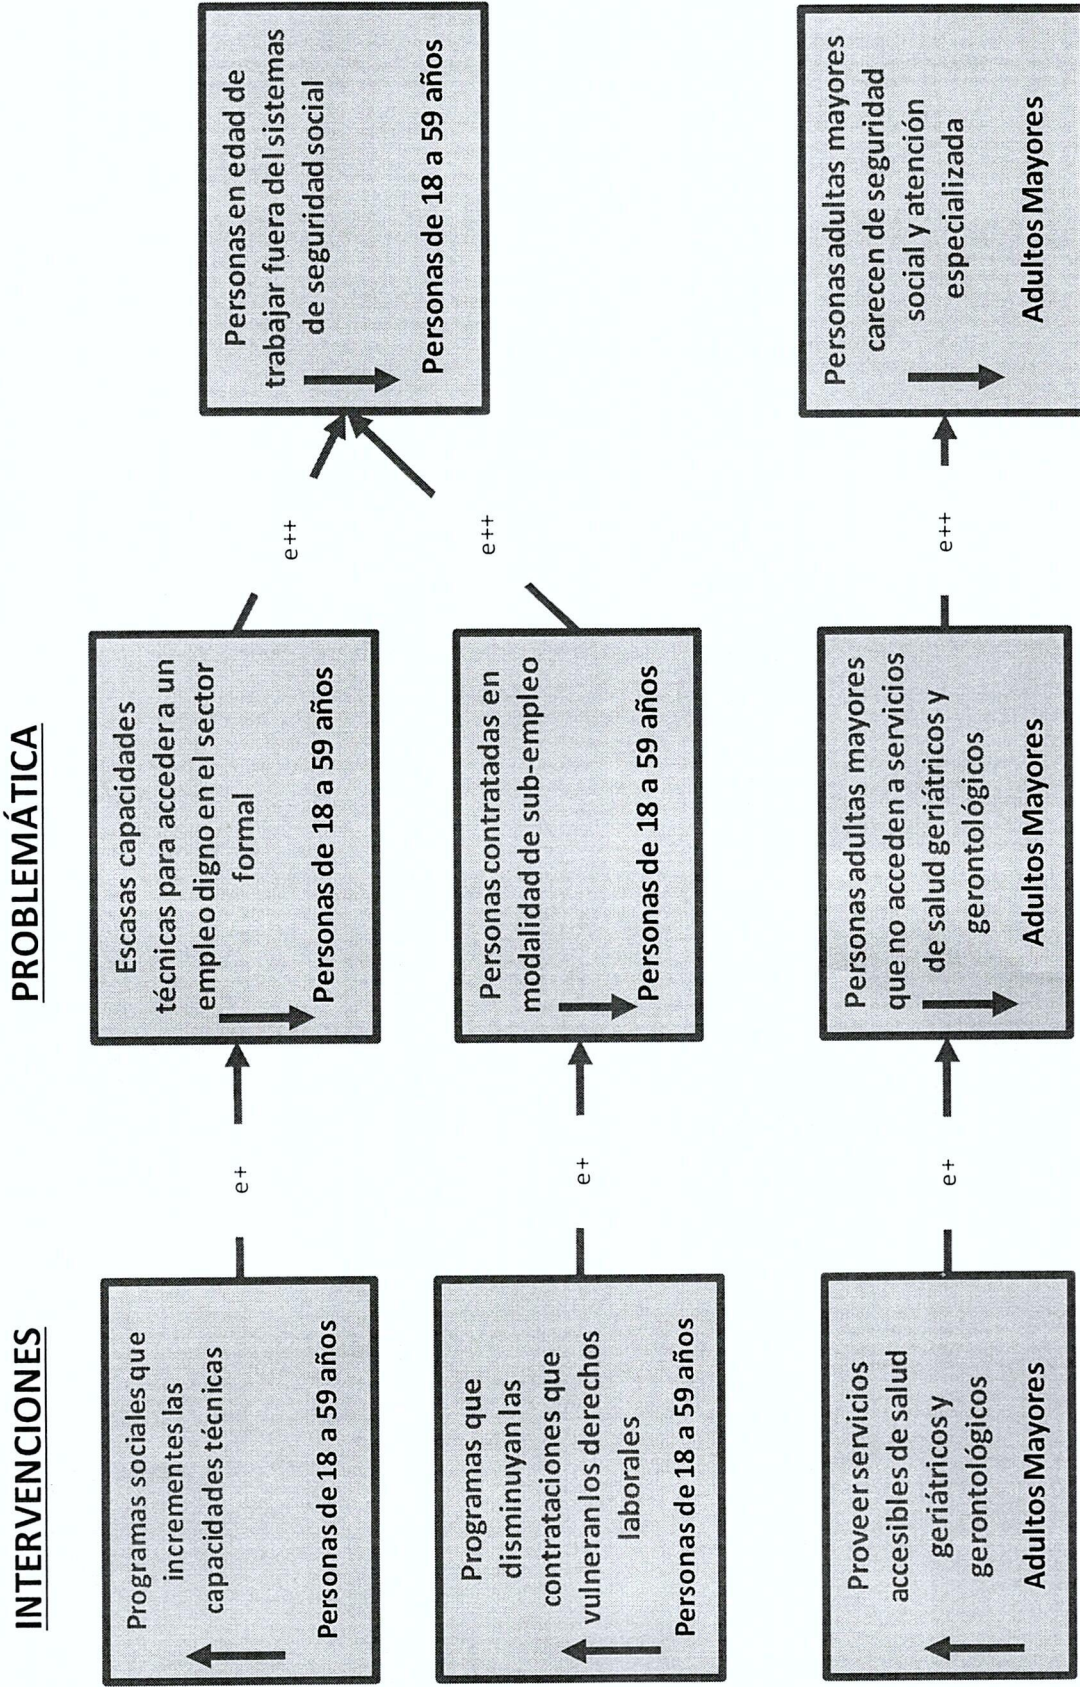 INTERVENCIONES
PROBLEMÁTICA
Programas sociales que
incrementes las
capacidades técnicas
Personas de 18 a 59 años
e+
Escasas capacidades
técnicas para acceder a un
empleo digno en el sector
formal
Personas de 18 a 59 años
e++
Personas en edad de
trabajar fuera del sistemas
de seguridad social
Personas de 18 a 59 años
Programas que
disminuyan las
contrataciones que
vulneran los derechos
laborales
Personas de 18 a 59 años
e+
Personas contratadas en
modalidad de sub-empleo
Personas de 18 a 59 años
e++
Proveer servicios
accesibles de salud
geriátricos y
gerontológicos
Adultos Mayores
e+
Personas adultas mayores
que no acceden a servicios
de salud geriátricos y
gerontológicos
Adultos Mayores
e++
Personas adultas mayores
carecen de seguridad
social y atención
especializada
Adultos Mayores